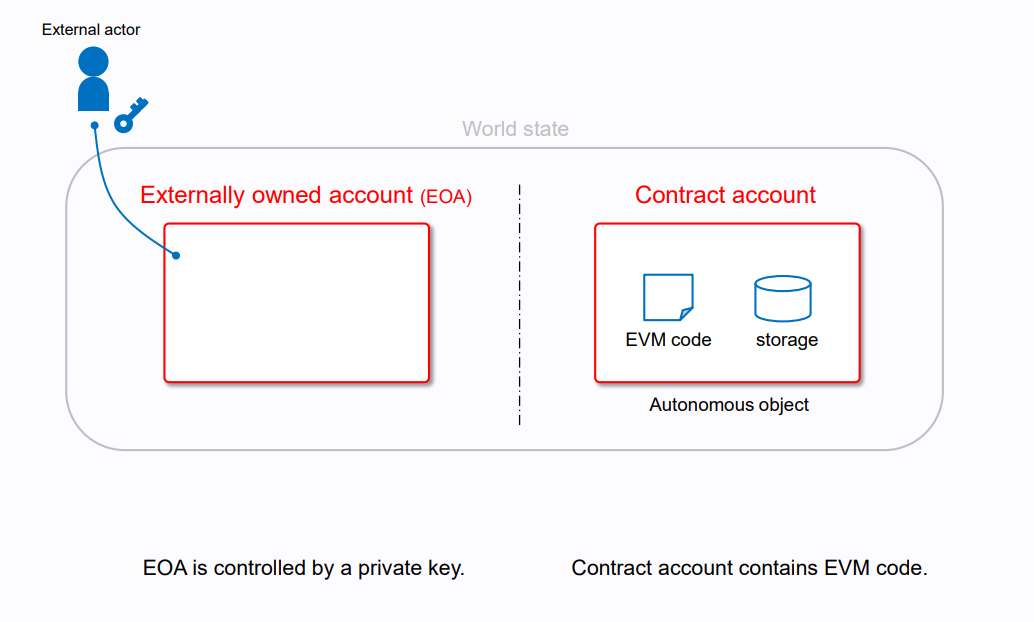 External actor
World state
Externally owned account (EOA)
Contract account
EVM code
storage
Autonomous object
EOA is controlled by a private key.
Contract account contains EVM code.